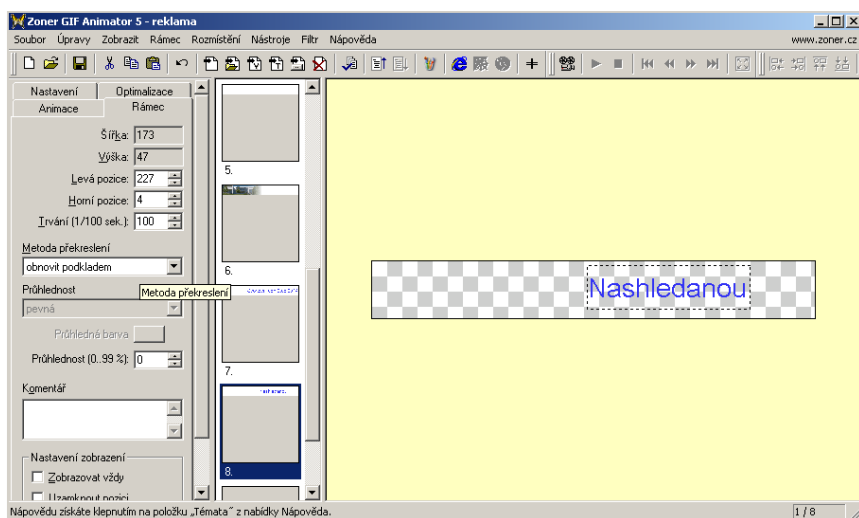 Zoner GIF Animator 5 - reklama
Soubor Úpravy Zobrazit Rámec Rozmístění Nástroje Filtr Nápověda www.zoner.cz
Nastavení Optimalizace
Animace Rámec
Šířka: 173
Výška: 47
Levá pozice: 227
Horní pozice: 4
Trvání (1/100 sek.): 100
Metoda překreslení
obnovit podkladem
Metoda překreslení
Průhlednost
pevná
Průhledná barva
Průhlednost (0..99 %): 0
Komentář
Nastavení zobrazení
Zobrazovat vždy
Uzamknout pozici
5.
6.
7.
8.
Nashledanou
Nápovědu získáte klepnutím na položku „Témata˝ z nabídky Nápověda.
1 / 8